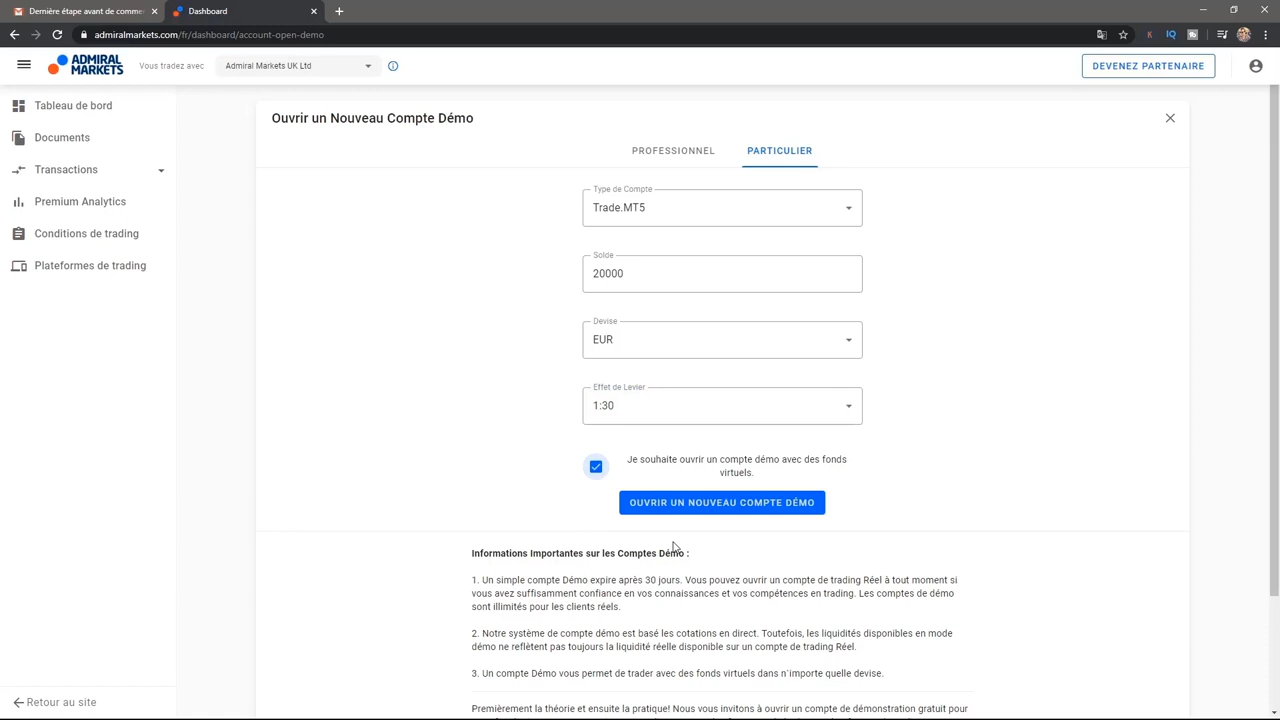 Dernière étape avant de commen
Dashboard
admiralmarkets.com/fr/dashboard/account-open-demo
ADMIRAL
MARKETS
Vous tradez avec
Admiral Markets UK Ltd
DEVENEZ PARTENAIRE
Tableau de bord
Documents
Transactions
Premium Analytics
Conditions de trading
Plateformes de trading
Retour au site
Ouvrir un Nouveau Compte Démo
PROFESSIONNEL
PARTICULIER
Type de Compte
Trade.MT5
Solde
20000
Devise
EUR
Effet de Levier
1:30
Je souhaite ouvrir un compte démo avec des fonds
virtuels.
OUVRIR UN NOUVEAU COMPTE DÉMO
Informations Importantes sur les Comptes Démo :
1. Un simple compte Démo expire après 30 jours. Vous pouvez ouvrir un compte de trading Réel à tout moment si
vous avez suffisamment confiance en vos connaissances et vos compétences en trading. Les comptes de démo
sont illimités pour les clients réels.
2. Notre système de compte démo est basé les cotations en direct. Toutefois, les liquidités disponibles en mode
démo ne reflètent pas toujours la liquidité réelle disponible sur un compte de trading Réel.
3. Un compte Démo vous permet de trader avec des fonds virtuels dans n`importe quelle devise.
Premièrement la théorie et ensuite la pratique! Nous vous invitons à ouvrir un compte de démonstration gratuit pour